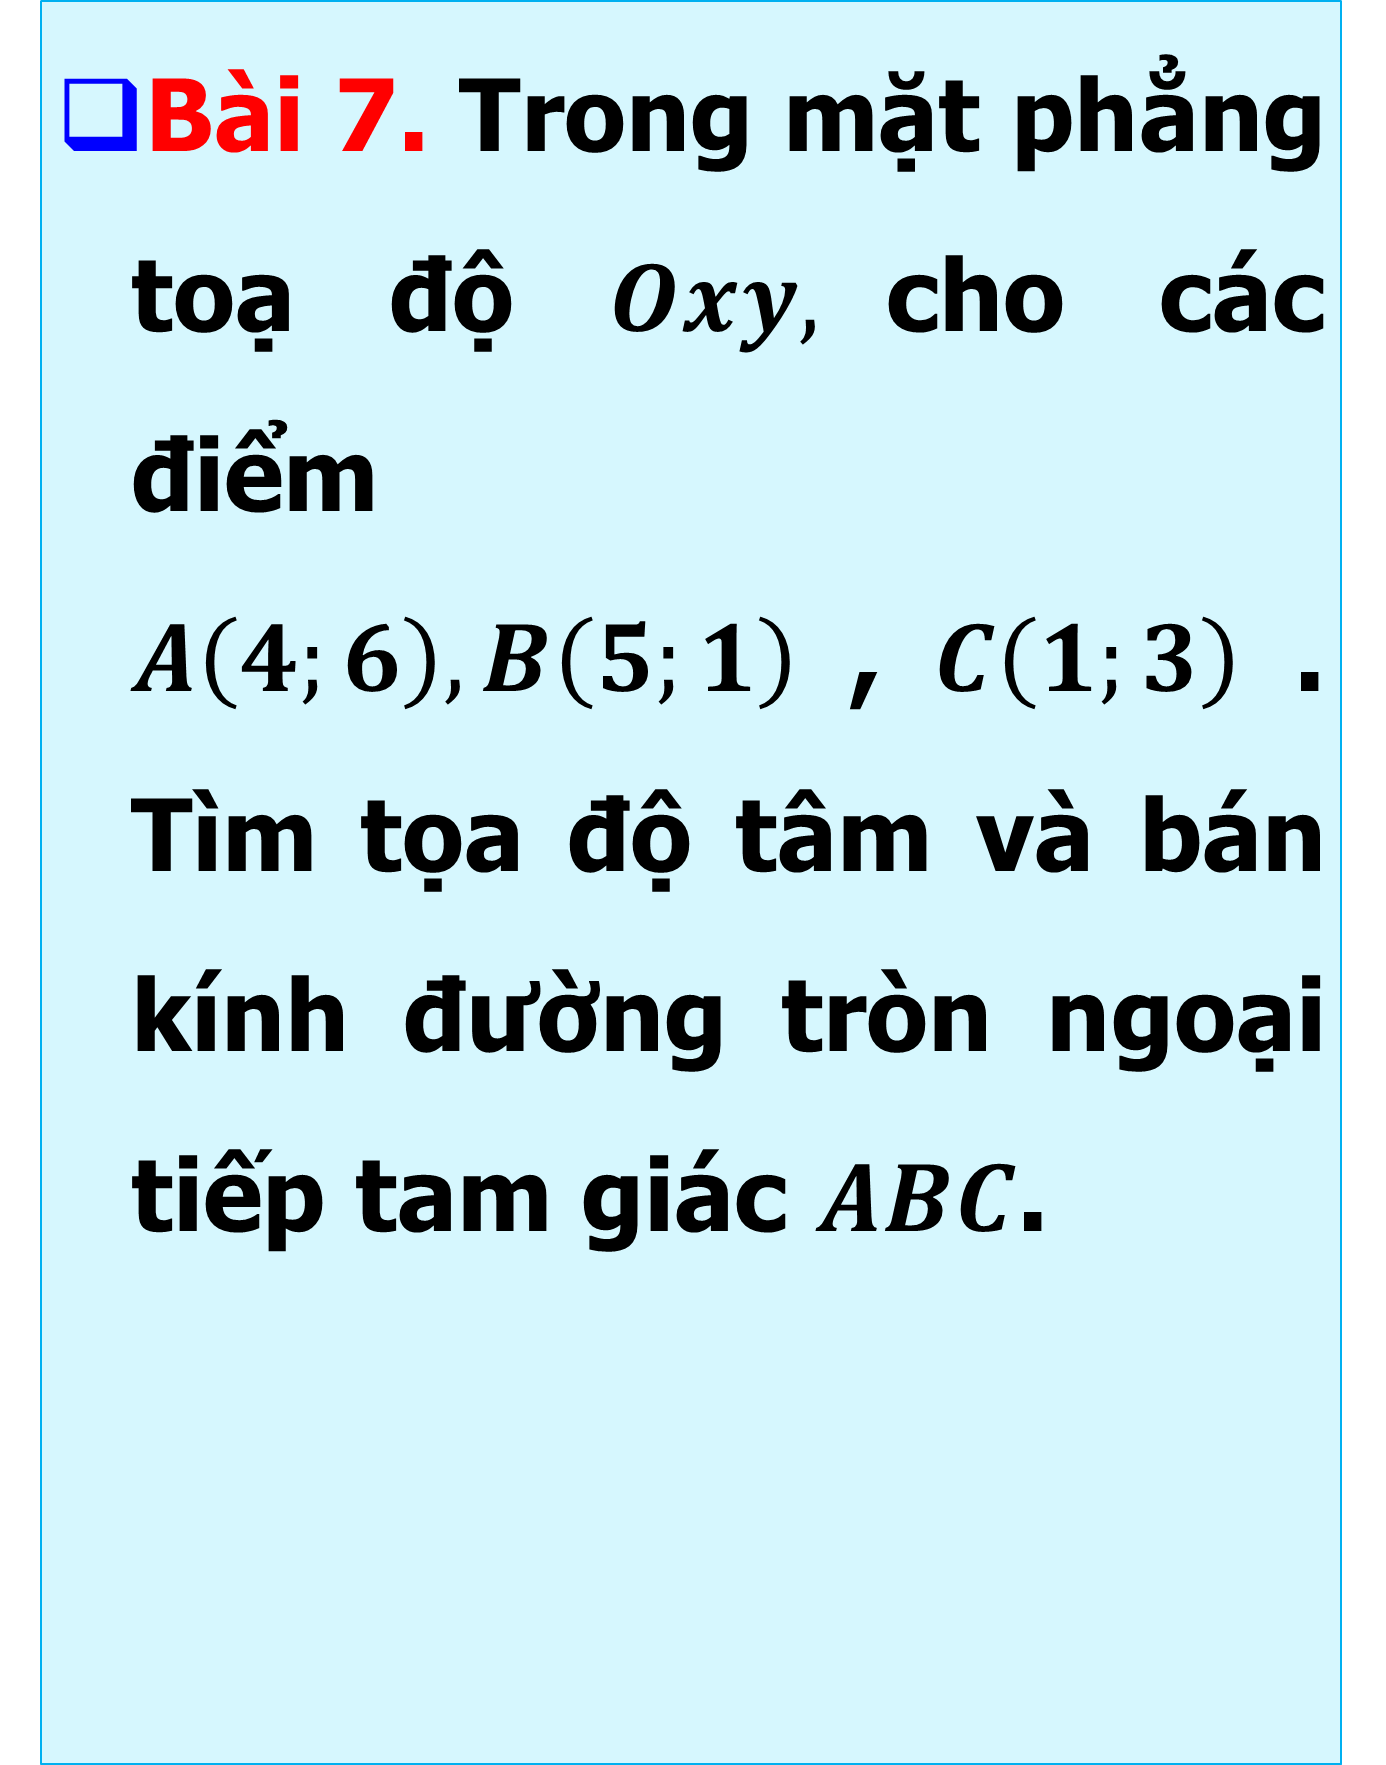 ❑Bài 7. Trong mặt phẳng
toạ độ Oxy, cho các
điểm
A(4; 6), B(5; 1) , C(1; 3) .
Tìm tọa độ tâm và bán
kính đường tròn ngoại
tiếp tam giác ABC.